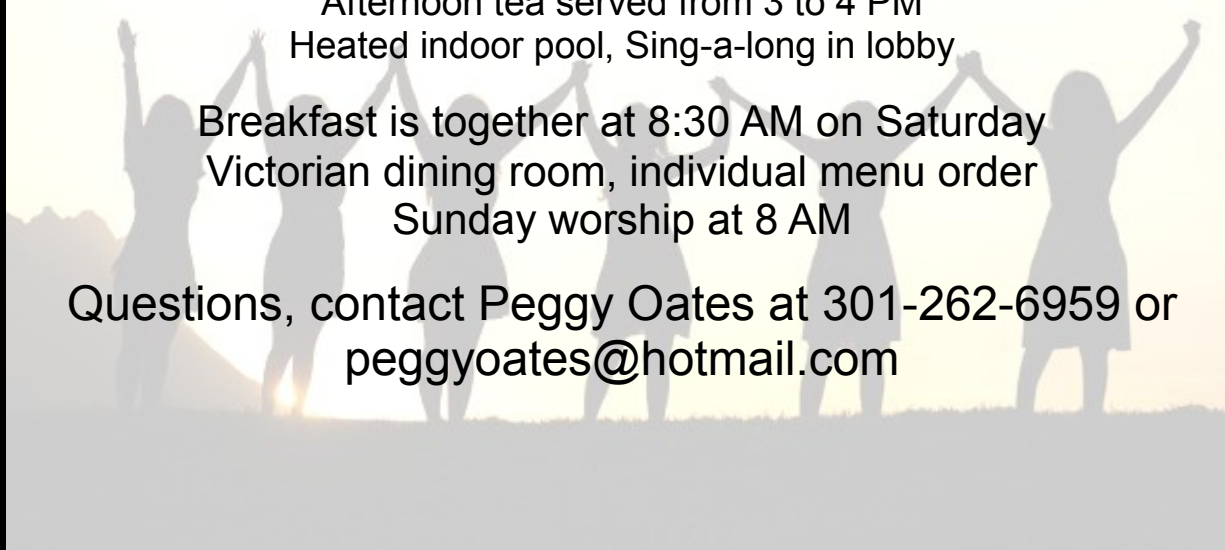 Afternoon tea served from 3 to 4 PM
Heated indoor pool, Sing-a-long in lobby
Breakfast is together at 8:30 AM on Saturday
Victorian dining room, individual menu order
Sunday worship at 8 AM
Questions, contact Peggy Oates at 301-262-6959 or
peggyoates@hotmail.com